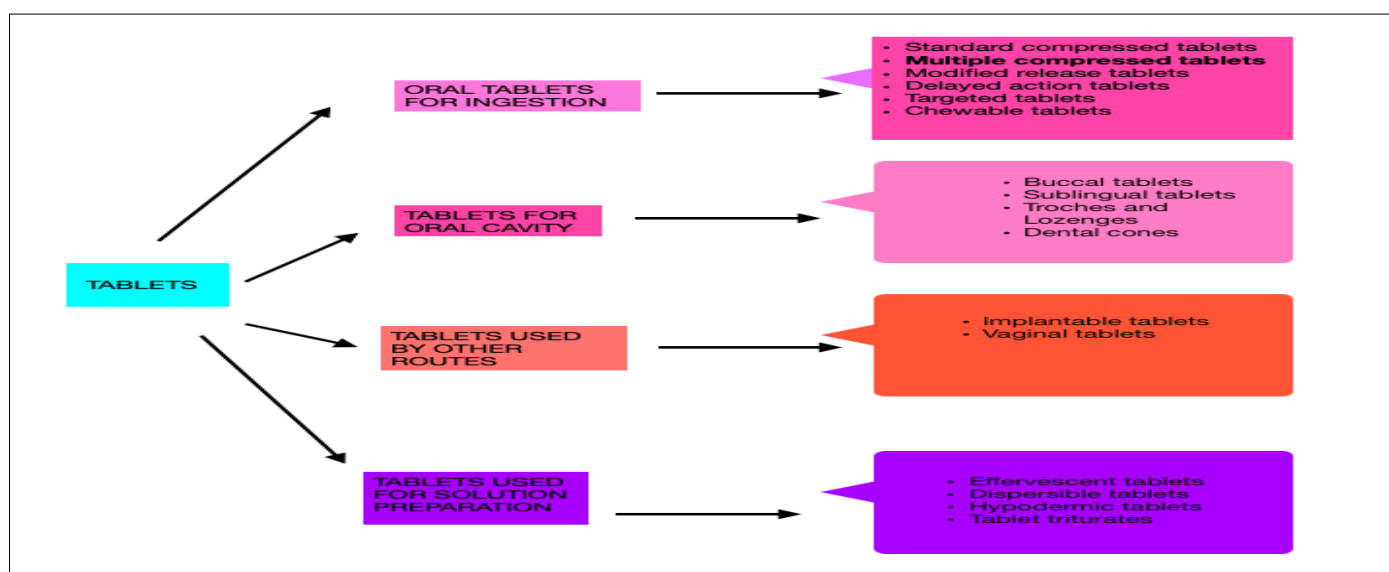 TABLETS
ORAL TABLETS
FOR INGESTION
• Standard compressed tablets
• Multiple compressed tablets
• Modified release tablets
• Delayed action tablets
• Targeted tablets
• Chewable tablets
TABLETS FOR
ORAL CAVITY
• Buccal tablets
• Sublingual tablets
• Troches and
Lozenges
• Dental cones
TABLETS USED
BY OTHER
ROUTES
• Implantable tablets
• Vaginal tablets
TABLETS USED
FOR SOLUTION
PREPARATION
• Effervescent tablets
• Dispersible tablets
• Hypodermic tablets
• Tablet triturates